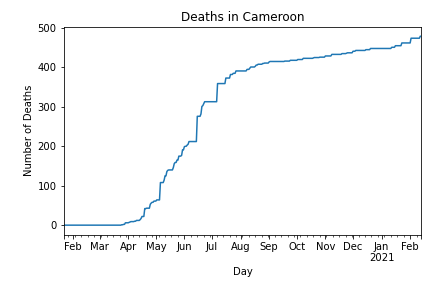 Deaths in Cameroon
Number of Deaths
500
400
300
200
100
0
Feb Mar Apr May Jun Jul Aug Sep Oct Nov Dec Jan Feb
2021
Day